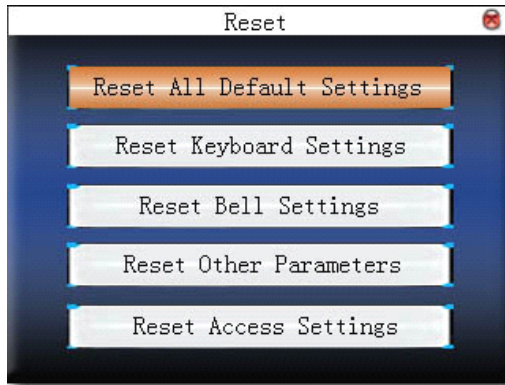 Reset
Reset All Default Settings
Reset Keyboard Settings
Reset Bell Settings
Reset Other Parameters
Reset Access Settings